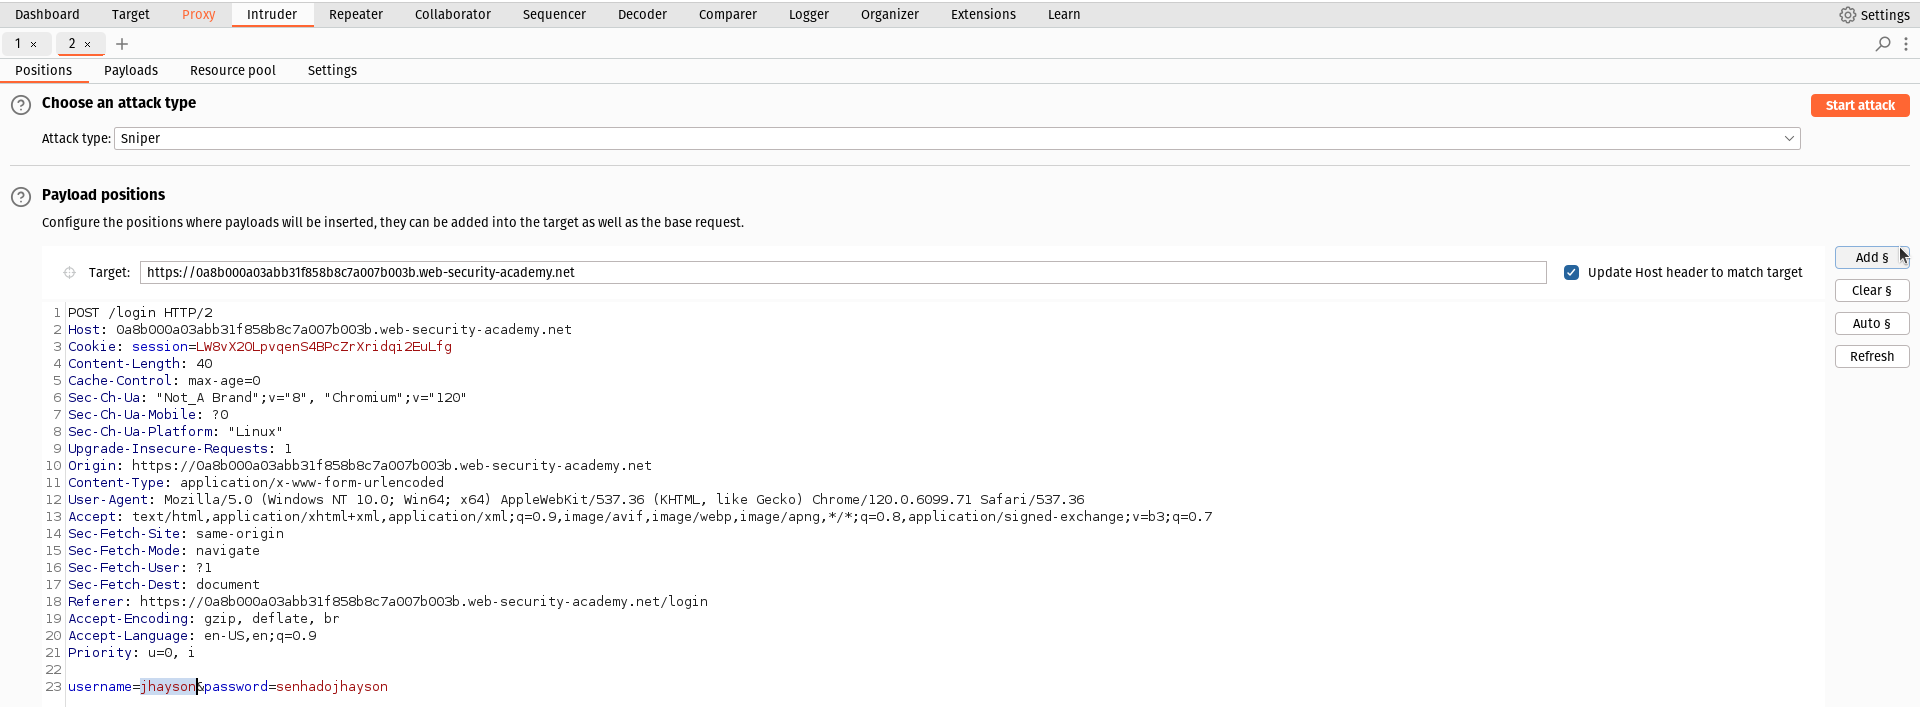 Dashboard Target Proxy Intruder Repeater Collaborator Sequencer Decoder Comparer Logger Organizer Extensions Learn Settings
1 × 2 × +
Positions Payloads Resource pool Settings
? Choose an attack type Start attack
Attack type: Sniper
? Payload positions
Configure the positions where payloads will be inserted, they can be added into the target as well as the base request.
Target: https://0a8b000a03abb31f858b8c7a007b003b.web-security-academy.net Update Host header to match target
Add §
Clear §
Auto §
Refresh
1 POST /login HTTP/2
2 Host: 0a8b000a03abb31f858b8c7a007b003b.web-security-academy.net
3 Cookie: session=LW8vX2OLpvqenS4BPcZrXridqi2EuLfg
4 Content-Length: 40
5 Cache-Control: max-age=0
6 Sec-Ch-Ua: "Not_A Brand";v="8", "Chromium";v="120"
7 Sec-Ch-Ua-Mobile: ?0
8 Sec-Ch-Ua-Platform: "Linux"
9 Upgrade-Insecure-Requests: 1
10 Origin: https://0a8b000a03abb31f858b8c7a007b003b.web-security-academy.net
11 Content-Type: application/x-www-form-urlencoded
12 User-Agent: Mozilla/5.0 (Windows NT 10.0; Win64; x64) AppleWebKit/537.36 (KHTML, like Gecko) Chrome/120.0.6099.71 Safari/537.36
13 Accept: text/html,application/xhtml+xml,application/xml;q=0.9,image/avif,image/webp,image/apng,*/*;q=0.8,application/signed-exchange;v=b3;q=0.7
14 Sec-Fetch-Site: same-origin
15 Sec-Fetch-Mode: navigate
16 Sec-Fetch-User: ?1
17 Sec-Fetch-Dest: document
18 Referer: https://0a8b000a03abb31f858b8c7a007b003b.web-security-academy.net/login
19 Accept-Encoding: gzip, deflate, br
20 Accept-Language: en-US,en;q=0.9
21 Priority: u=0, i
22
23 username=jhayson&password=senhadojhayson